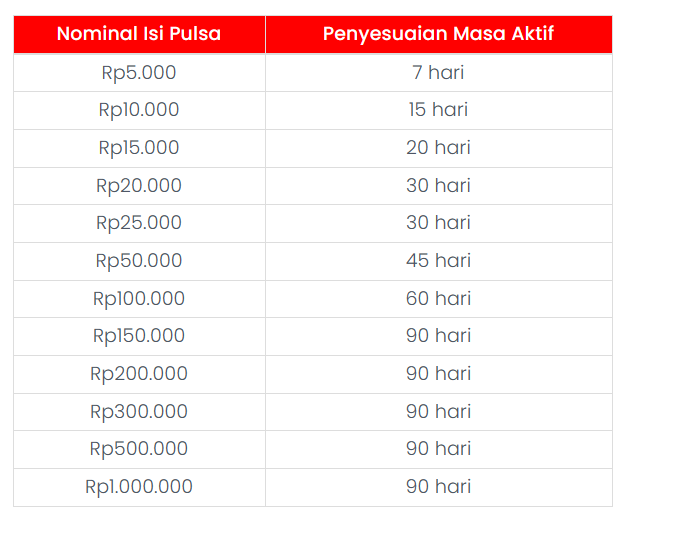 Nominal Isi Pulsa Penyesuaian Masa Aktif
Rp5.000 7 hari
Rp10.000 15 hari
Rp15.000 20 hari
Rp20.000 30 hari
Rp25.000 30 hari
Rp50.000 45 hari
Rp100.000 60 hari
Rp150.000 90 hari
Rp200.000 90 hari
Rp300.000 90 hari
Rp500.000 90 hari
Rp1.000.000 90 hari